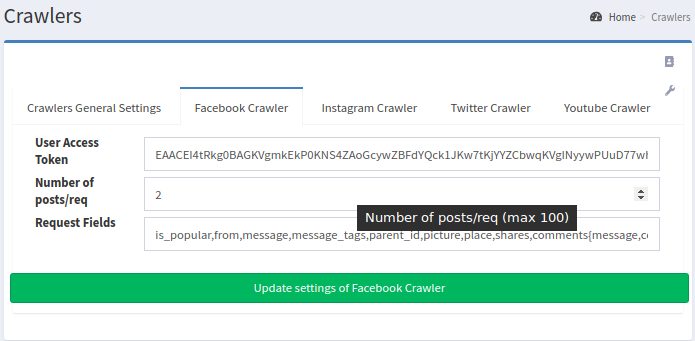 Crawlers
Home > Crawlers
Crawlers General Settings Facebook Crawler Instagram Crawler Twitter Crawler Youtube Crawler
User Access
Token
EAACEI4tRkg0BAGKVgmkEkP0KNS4ZAoGcywZBFdYQck1JKw7tKjYYZCbwqKVgINyywPUuD77wl
Number of
posts/req
2
Number of posts/req (max 100)
Request Fields
is_popular,from,message,message_tags,parent_id,picture,place,shares,comments{message,c
Update settings of Facebook Crawler